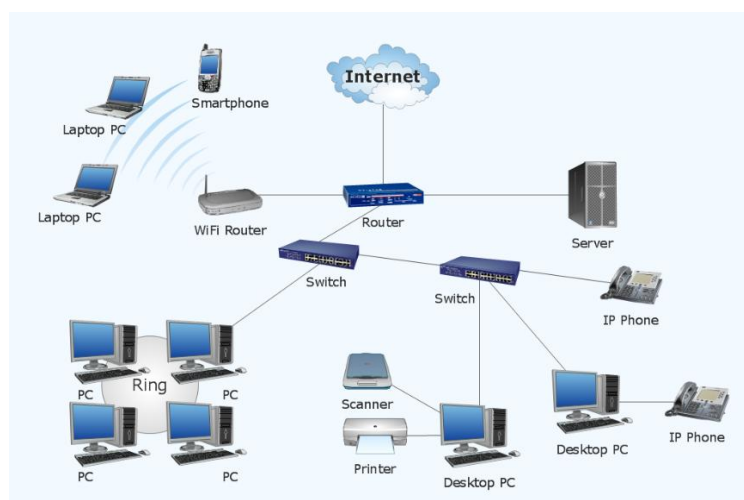 Internet
Smartphone
Laptop PC
Laptop PC
WiFi Router
Router
Server
Switch
Switch
IP Phone
Ring
PC
PC
PC
PC
Scanner
Printer
Desktop PC
Desktop PC
IP Phone